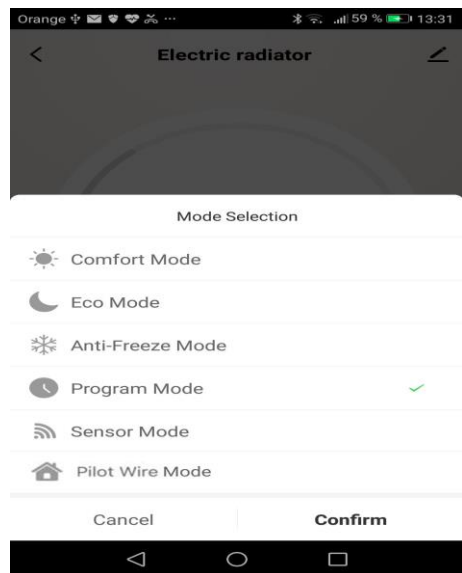 Orange 59 % 13:31
Electric radiator
Mode Selection
Comfort Mode
Eco Mode
Anti-Freeze Mode
Program Mode
Sensor Mode
Pilot Wire Mode
Cancel Confirm